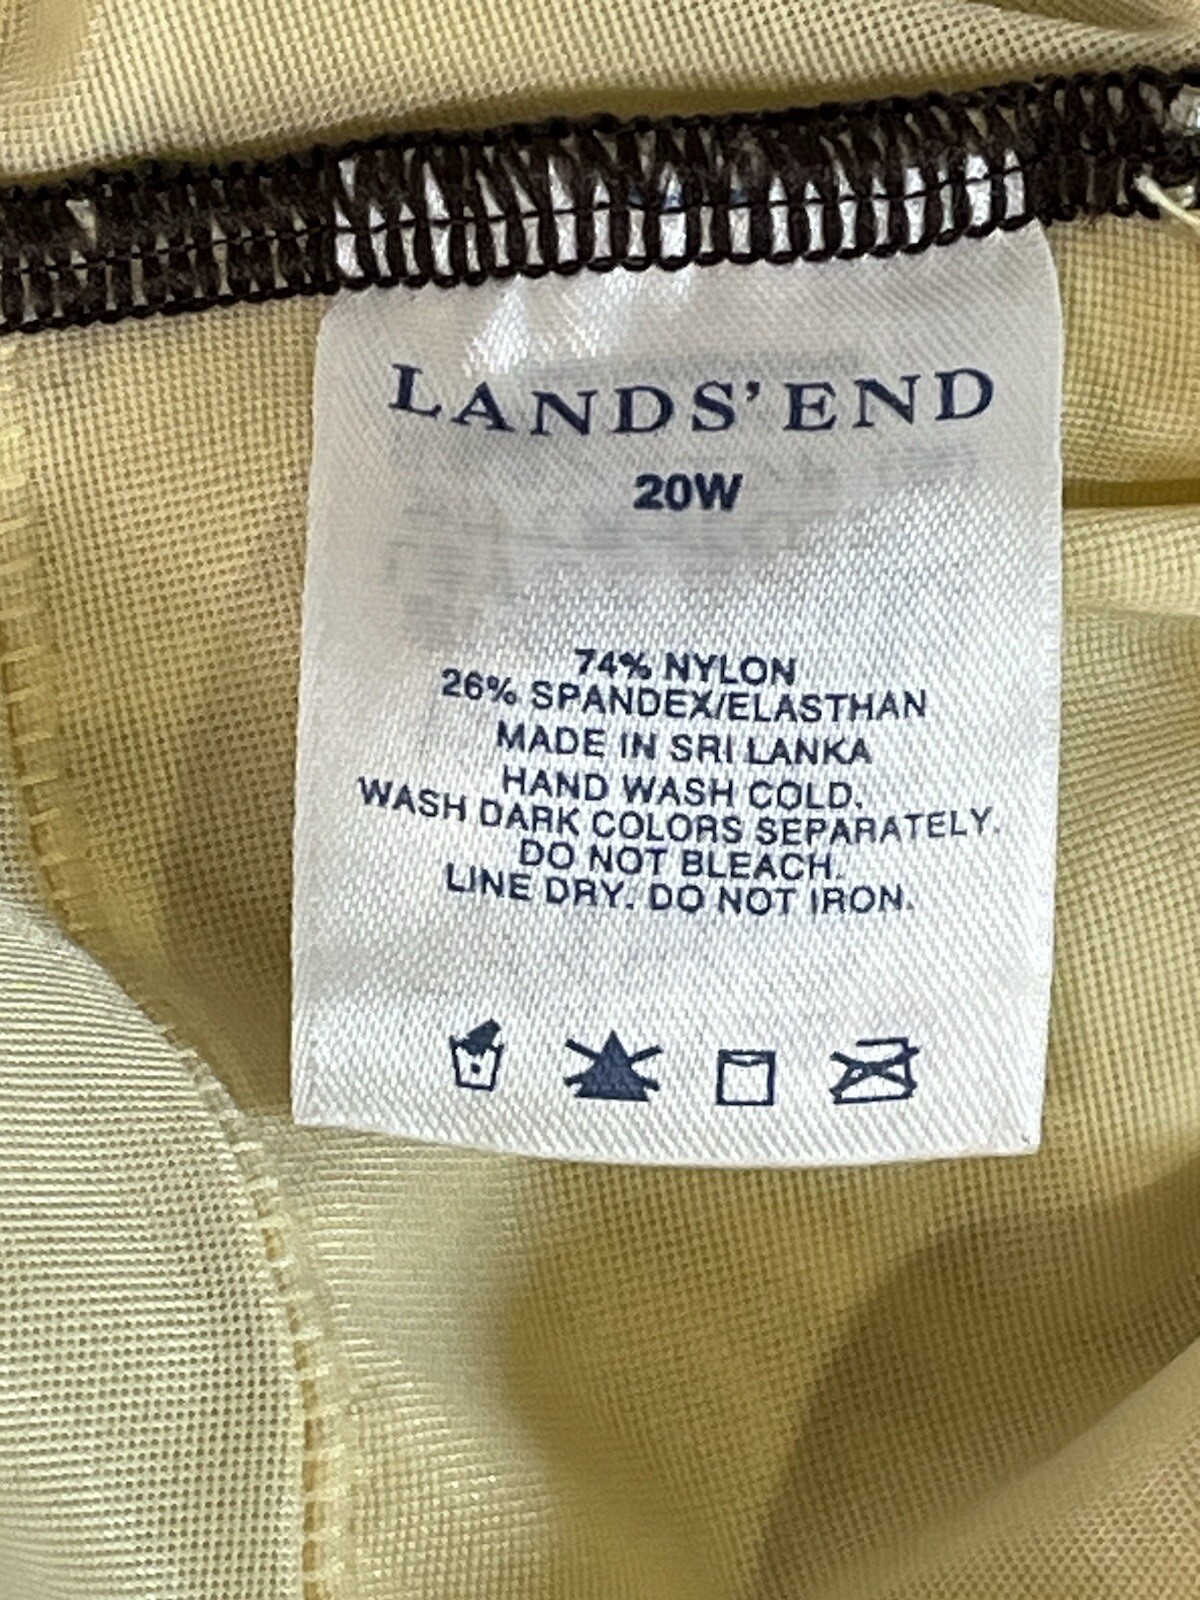 LANDS' END
20W
74% NYLON
26% SPANDEX/ELASTHAN
MADE IN SRI LANKA
HAND WASH COLD.
WASH DARK COLORS SEPARATELY.
DO NOT BLEACH.
LINE DRY. DO NOT IRON.